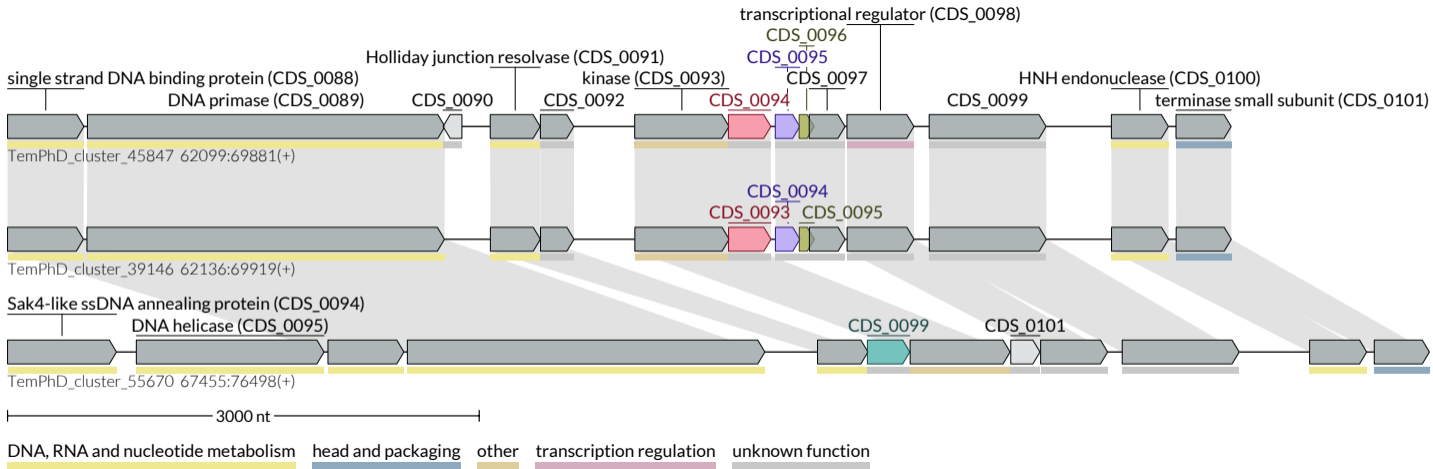 transcriptional regulator (CDS_0098)
CDS_0096
Holliday junction resolvase (CDS_0091) CDS_0095
single strand DNA binding protein (CDS_0088) kinase (CDS_0093) CDS_0097 HNH endonuclease (CDS_0100)
DNA primase (CDS_0089) CDS_0090 CDS_0092 CDS_0094 CDS_0099 terminase small subunit (CDS_0101)
TemPhD_cluster_45847 62099:69881(+)
CDS_0094
CDS_0093 CDS_0095
TemPhD_cluster_39146 62136:69919(+)
Sak4-like ssDNA annealing protein (CDS_0094)
DNA helicase (CDS_0095) CDS_0099 CDS_0101
TemPhD_cluster_55670 67455:76498(+)
3000 nt
DNA, RNA and nucleotide metabolism head and packaging other transcription regulation unknown function